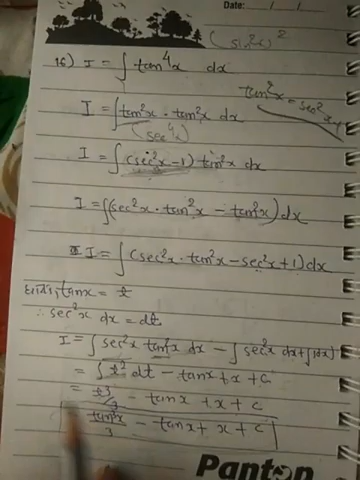 Date: / /
(sin²x)²
16) I = ∫ tan⁴x dx
tan²x = sec²x - 1
I = ∫ tan²x · tan²x dx
(sec⁴x)
I = ∫ (sec²x - 1) tan²x dx
I = ∫ (sec²x · tan²x - tan²x) dx
I = ∫ (sec²x · tan²x - sec²x + 1) dx
ધારો, tanx = t
∴ sec²x dx = dt
I = ∫ sec²x tan²x dx - ∫ sec²x dx + ∫ 1 dx
= ∫ t² dt - tanx + x + c
= t³/3 - tanx + x + c
tan³x/3 - tanx + x + c
Panton